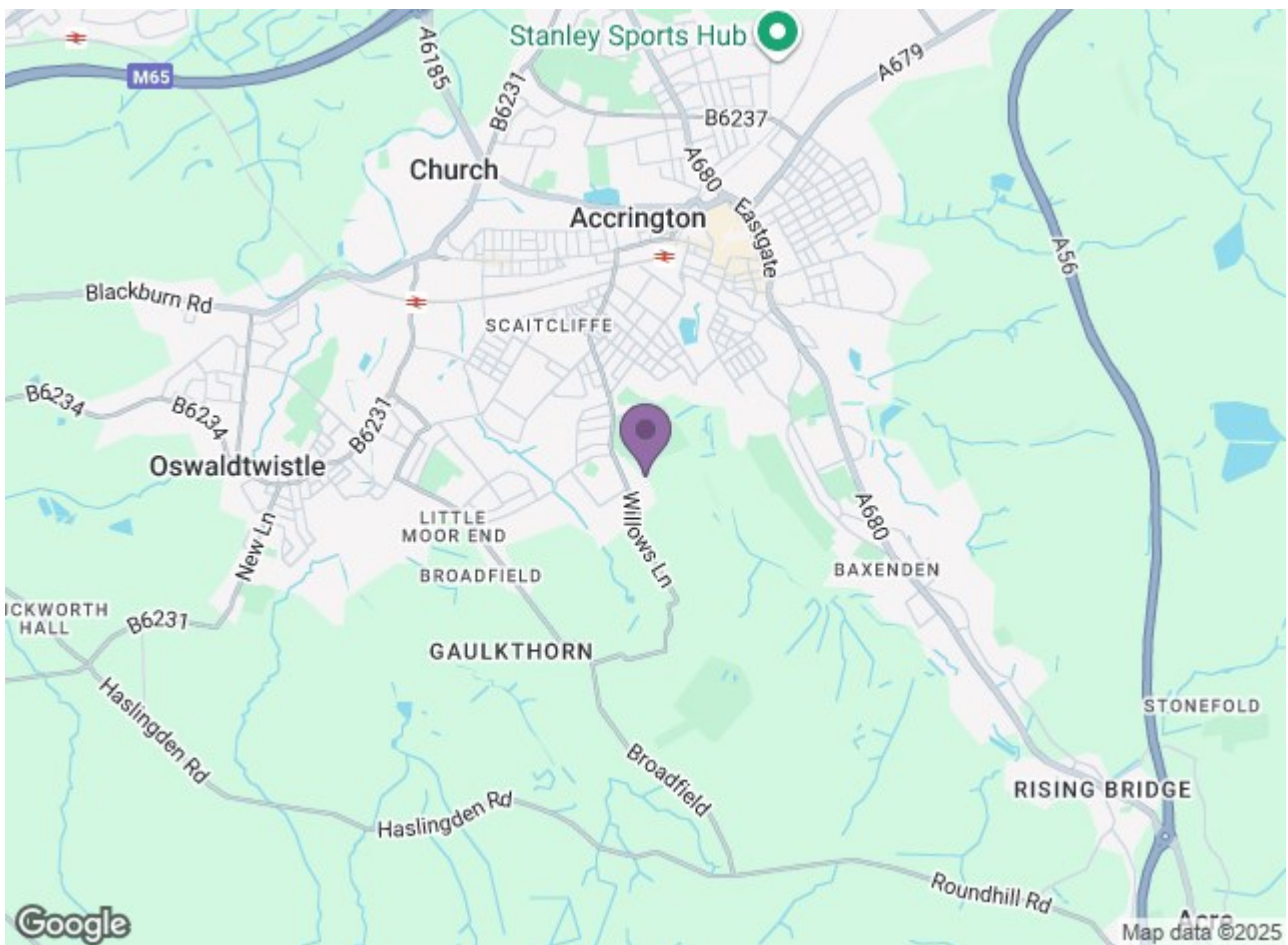 Stanley Sports Hub
M65
A6185
B6231
A679
B6237
Church
A680
Accrington
Eastgate
A56
Blackburn Rd
SCAITCLIFFE
B6234
B6234
B6231
Oswaldtwistle
LITTLE
MOOR END
New Ln
Willows Ln
A680
BROADFIELD
BAXENDEN
ICKWORTH
HALL
B6231
GAULKTHORN
Haslingden Rd
STONEFOLD
Broadfield
RISING BRIDGE
Haslingden Rd
Roundhill Rd
Acre
Google
Map data ©2025